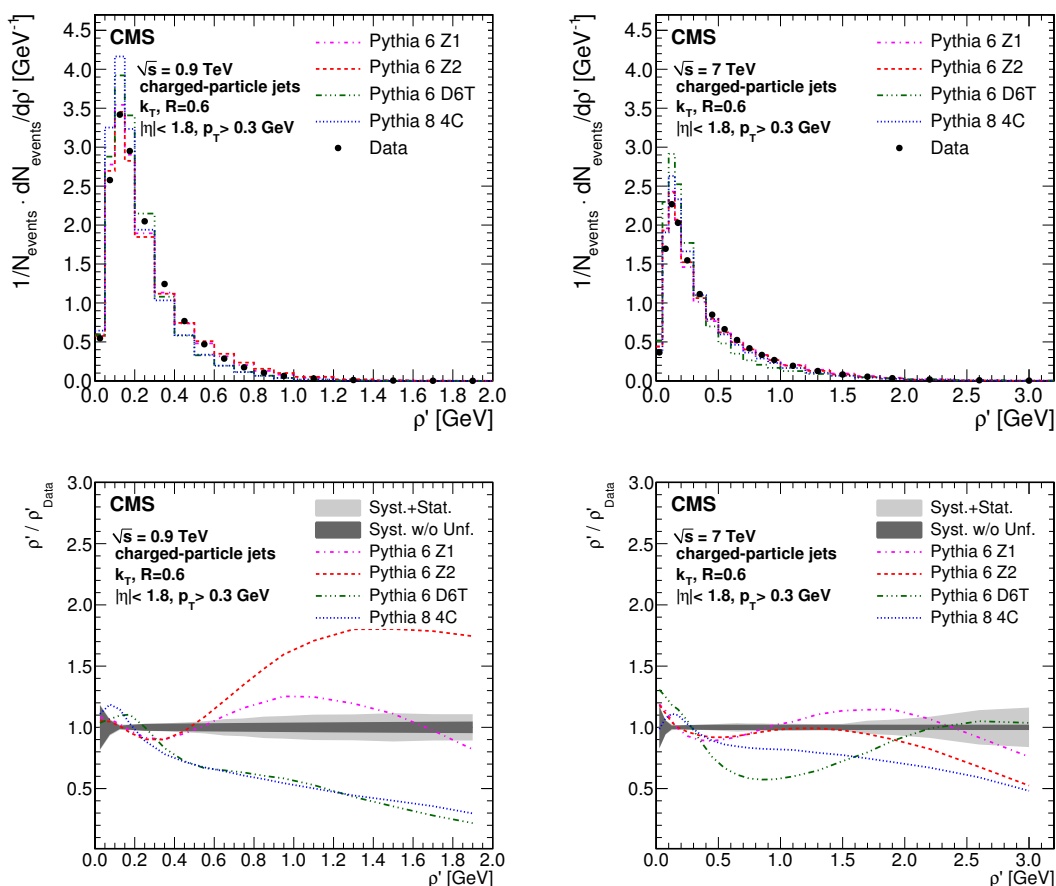 CMS
√s = 0.9 TeV
charged-particle jets
k_T, R=0.6
|η|< 1.8, p_T> 0.3 GeV
Pythia 6 Z1
Pythia 6 Z2
Pythia 6 D6T
Pythia 8 4C
Data
1/N_events · dN_events/dρ' [GeV⁻¹]
4.5
4.0
3.5
3.0
2.5
2.0
1.5
1.0
0.5
0.0
0.0 0.2 0.4 0.6 0.8 1.0 1.2 1.4 1.6 1.8 2.0
ρ' [GeV]
CMS
√s = 7 TeV
charged-particle jets
k_T, R=0.6
|η|< 1.8, p_T> 0.3 GeV
Pythia 6 Z1
Pythia 6 Z2
Pythia 6 D6T
Pythia 8 4C
Data
1/N_events · dN_events/dρ' [GeV⁻¹]
4.5
4.0
3.5
3.0
2.5
2.0
1.5
1.0
0.5
0.0
0.0 0.5 1.0 1.5 2.0 2.5 3.0
ρ' [GeV]
CMS
√s = 0.9 TeV
charged-particle jets
k_T, R=0.6
|η|< 1.8, p_T> 0.3 GeV
Syst.+Stat.
Syst. w/o Unf.
Pythia 6 Z1
Pythia 6 Z2
Pythia 6 D6T
Pythia 8 4C
ρ' / ρ'_Data
3.0
2.5
2.0
1.5
1.0
0.5
0.0 0.2 0.4 0.6 0.8 1.0 1.2 1.4 1.6 1.8 2.0
ρ' [GeV]
CMS
√s = 7 TeV
charged-particle jets
k_T, R=0.6
|η|< 1.8, p_T> 0.3 GeV
Syst.+Stat.
Syst. w/o Unf.
Pythia 6 Z1
Pythia 6 Z2
Pythia 6 D6T
Pythia 8 4C
ρ' / ρ'_Data
3.0
2.5
2.0
1.5
1.0
0.5
0.0 0.5 1.0 1.5 2.0 2.5 3.0
ρ' [GeV]